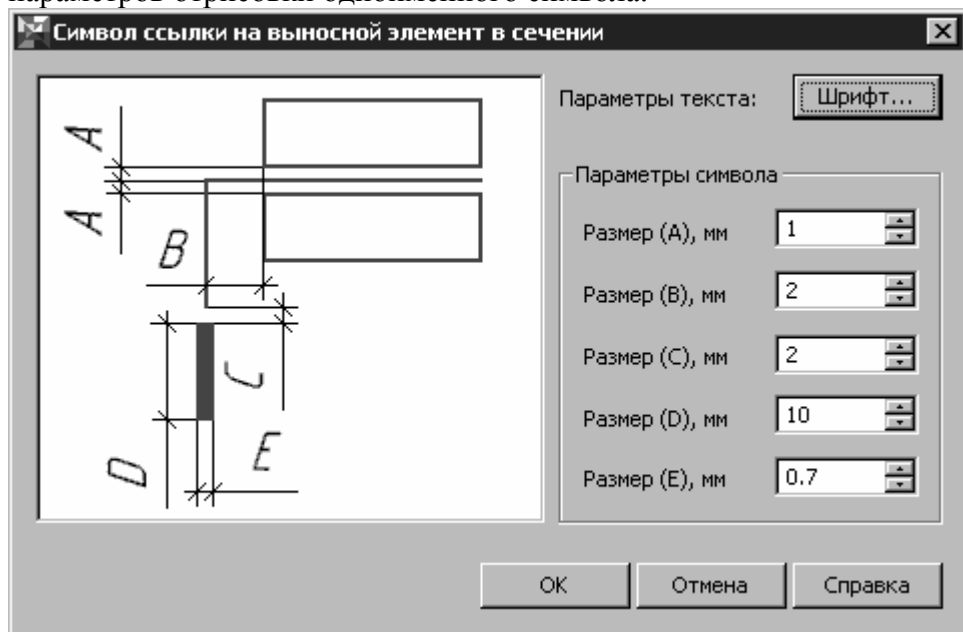 параметров отрисовки одноименного символа.
Символ ссылки на выносной элемент в сечении
Параметры текста: Шрифт...
A
A
B
C
D
E
Параметры символа
Размер (A), мм 1
Размер (B), мм 2
Размер (C), мм 2
Размер (D), мм 10
Размер (E), мм 0.7
OK Отмена Справка